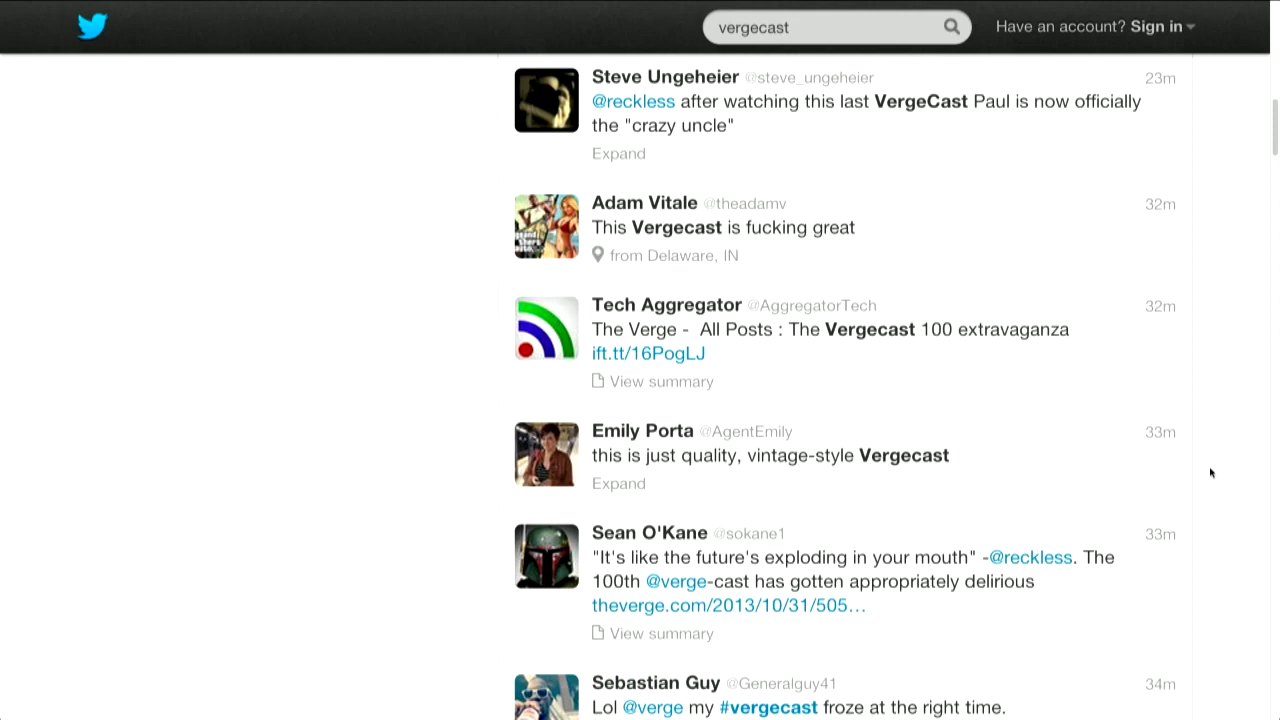 vergecast
Have an account? Sign in
Steve Ungeheier @steve_ungeheier 23m
@reckless after watching this last VergeCast Paul is now officially
the "crazy uncle"
Expand
Adam Vitale @theadamv 32m
This Vergecast is fucking great
from Delaware, IN
Tech Aggregator @AggregatorTech 32m
The Verge - All Posts : The Vergecast 100 extravaganza
ift.tt/16PogLJ
View summary
Emily Porta @AgentEmily 33m
this is just quality, vintage-style Vergecast
Expand
Sean O'Kane @sokane1 33m
"It's like the future's exploding in your mouth" -@reckless. The
100th @verge-cast has gotten appropriately delirious
theverge.com/2013/10/31/505…
View summary
Sebastian Guy @Generalguy41 34m
Lol @verge my #vergecast froze at the right time.